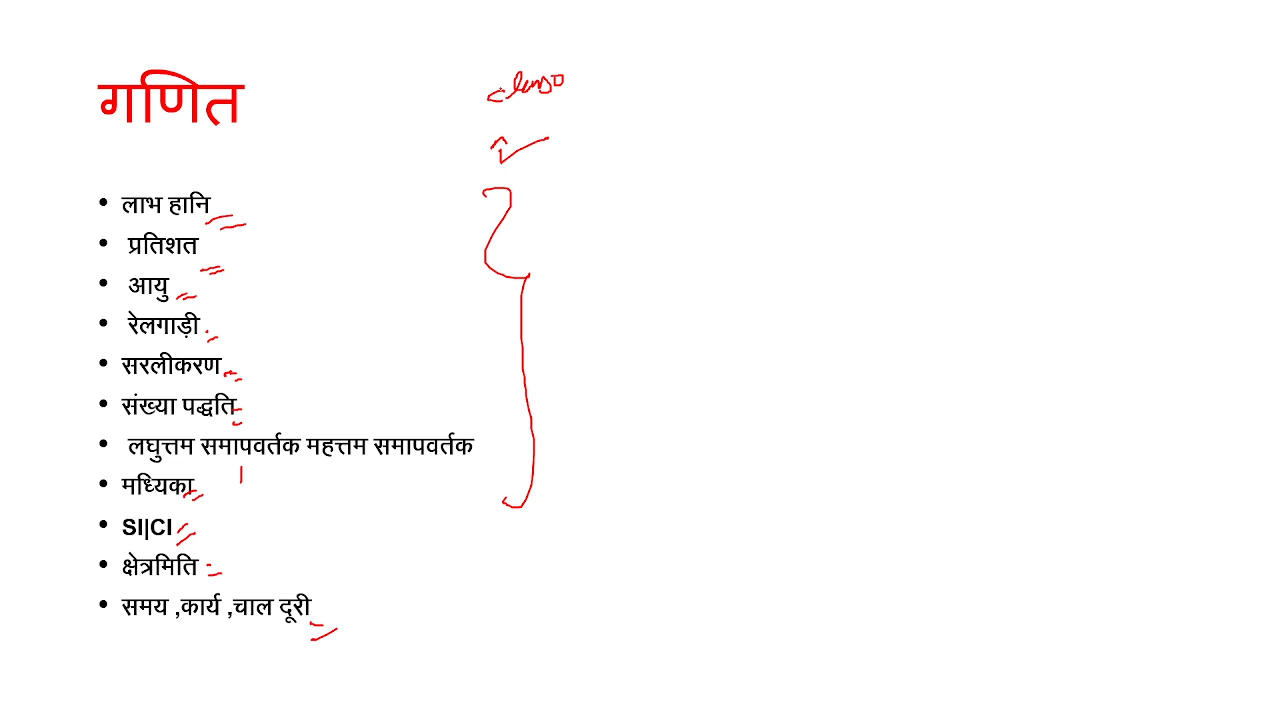 गणित
• लाभ हानि
• प्रतिशत
• आयु
• रेलगाड़ी
• सरलीकरण
• संख्या पद्धति
• लघुत्तम समापवर्तक महत्तम समापवर्तक
• मध्यिका
• SI|CI
• क्षेत्रमिति
• समय ,कार्य ,चाल दूरी